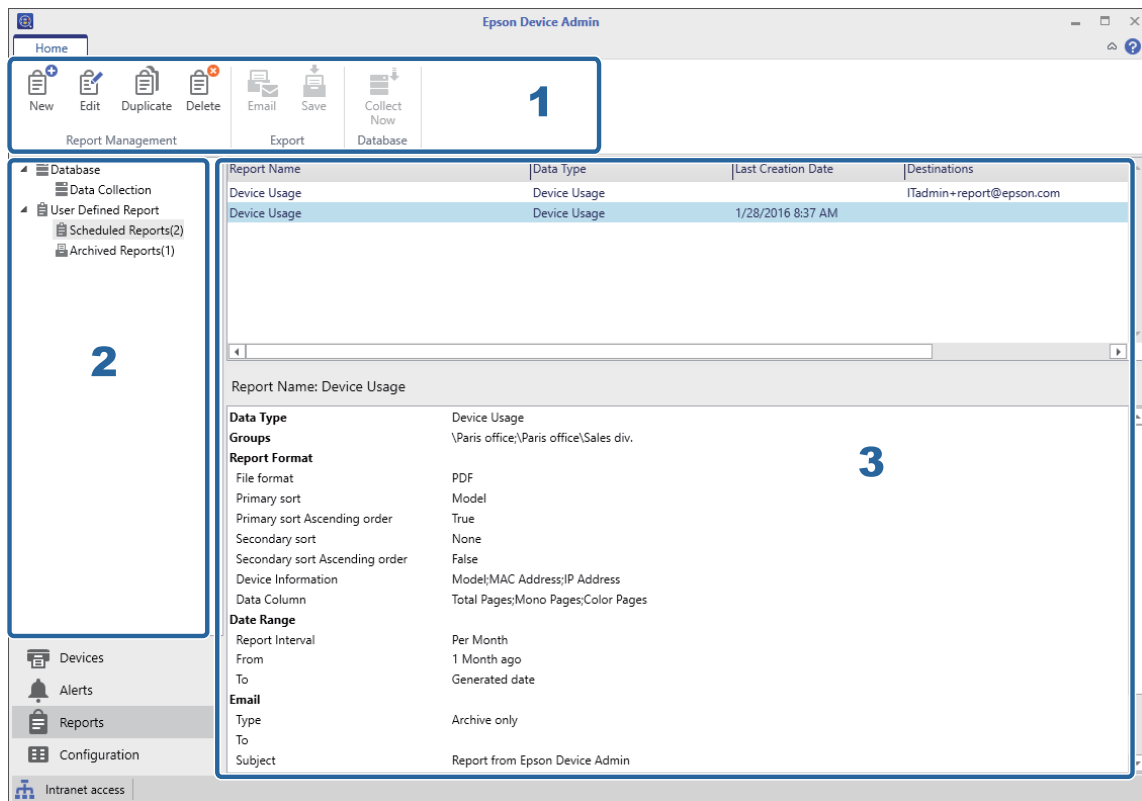 Epson Device Admin
Home
New Edit Duplicate Delete Email Save Collect Now
Report Management Export Database
1
Database
Data Collection
User Defined Report
Scheduled Reports(2)
Archived Reports(1)
2
Report Name Data Type Last Creation Date Destinations
Device Usage Device Usage ITadmin+report@epson.com
Device Usage Device Usage 1/28/2016 8:37 AM
Report Name: Device Usage
Data Type Device Usage
Groups \Paris office;\Paris office\Sales div.
Report Format
File format PDF
Primary sort Model
Primary sort Ascending order True
Secondary sort None
Secondary sort Ascending order False
Device Information Model;MAC Address;IP Address
Data Column Total Pages;Mono Pages;Color Pages
Date Range
Report Interval Per Month
From 1 Month ago
To Generated date
Email
Type Archive only
To
Subject Report from Epson Device Admin
3
Devices
Alerts
Reports
Configuration
Intranet access